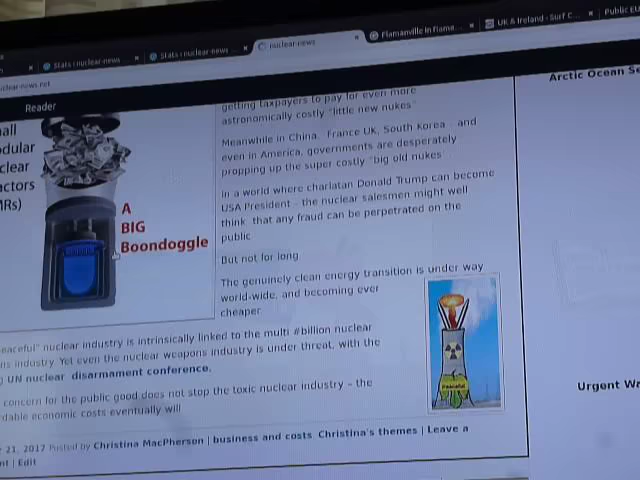 Stats ‹ nuclear-news
Stats ‹ nuclear-news
nuclear-news
Flamanville in flama...
UK & Ireland - Surf C...
Public EU
clear-news.net
Reader
Arctic Ocean Se
all
odular
clear
actors
MRs)
A
BIG
Boondoggle
getting taxpayers to pay for even more
astronomically costly "little new nukes"
Meanwhile in China, France UK, South Korea and
even in America, governments are desperately
propping up the super costly "big old nukes"
in a world where charlatan Donald Trump can become
USA President - the nuclear salesmen might well
think that any fraud can be perpetrated on the
public
But not for long
The genuinely clean energy transition is under way
world-wide, and becoming ever
cheaper
eaceful" nuclear industry is intrinsically linked to the multi #billion nuclear
ns industry Yet even the nuclear weapons industry is under threat, with the
g UN nuclear disarmament conference.
concern for the public good does not stop the toxic nuclear industry – the
rdable economic costs eventually will
Peaceful
Urgent Wa
21, 2017 Posted by Christina MacPherson | business and costs, Christina's themes | Leave a
nt | Edit